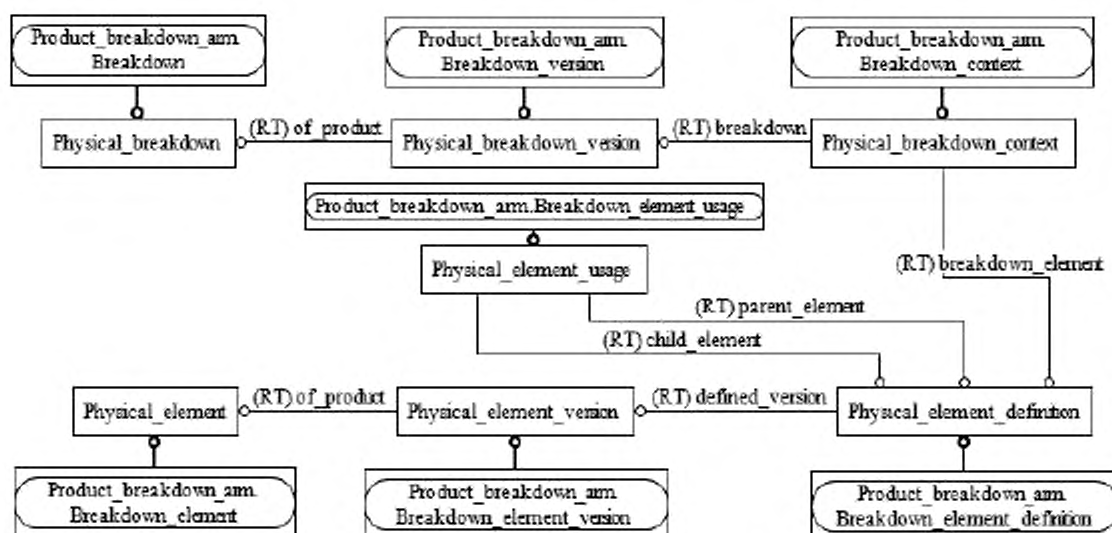 Product_breakdown_arm.
Breakdown
Product_breakdown_arm.
Breakdown_version
Product_breakdown_arm.
Breakdown_context
Physical_breakdown
(RT) of_product
Physical_breakdown_version
(RT) breakdown
Physical_breakdown_context
Product_breakdown_arm.Breakdown_element_usage
Physical_element_usage
(RT) breakdown_element
(RT) parent_element
(RT) child_element
Physical_element
(RT) of_product
Physical_element_version
(RT) defined_version
Physical_element_definition
Product_breakdown_arm.
Breakdown_element
Product_breakdown_arm.
Breakdown_element_version
Product_breakdown_arm.
Breakdown_element_definition